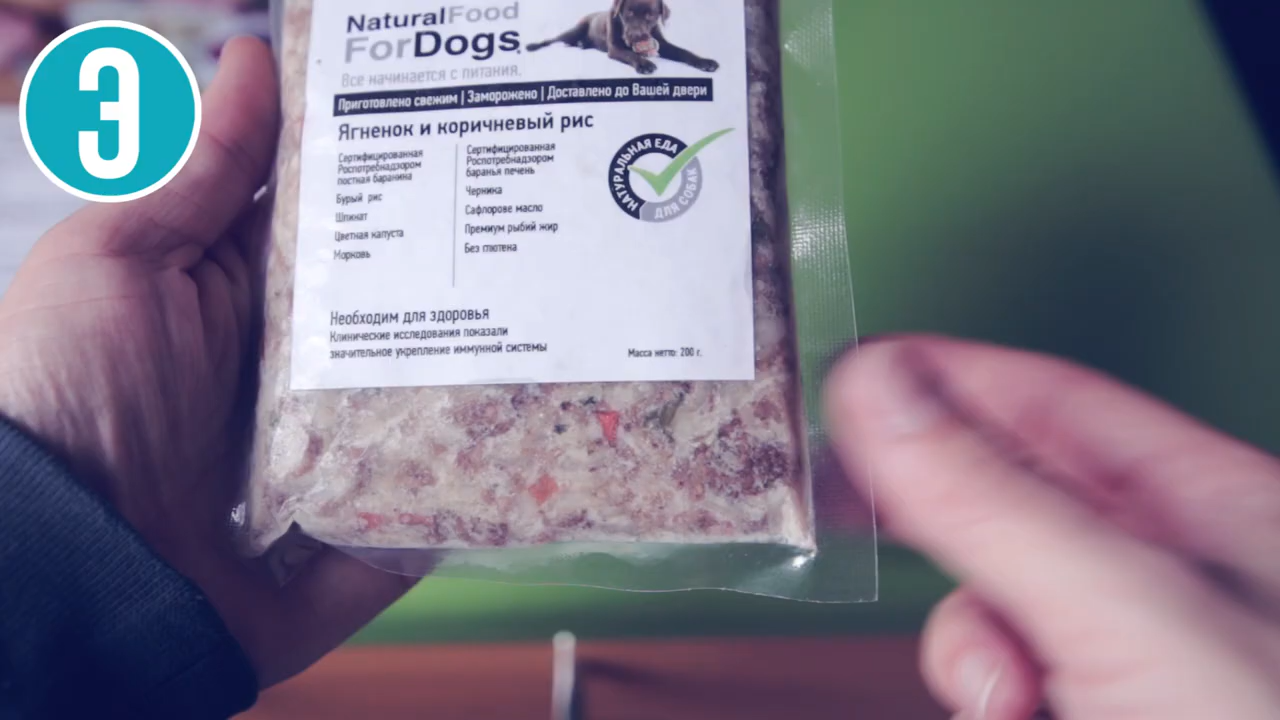 Э
NaturalFood
ForDogs
Все начинается с питания.
Приготовлено свежим | Заморожено | Доставлено до Вашей двери
Ягненок и коричневый рис
Сертифицированная
Роспотребнадзором
постная баранина
Бурый рис
Шпинат
Цветная капуста
Морковь
Сертифицированная
Роспотребнадзором
баранья печень
Черника
Сафлоровое масло
Премиум рыбий жир
Без глютена
НАТУРАЛЬНАЯ ЕДА
ДЛЯ СОБАК
Необходим для здоровья
Клинические исследования показали
значительное укрепление иммунной системы
Масса нетто: 200 г.